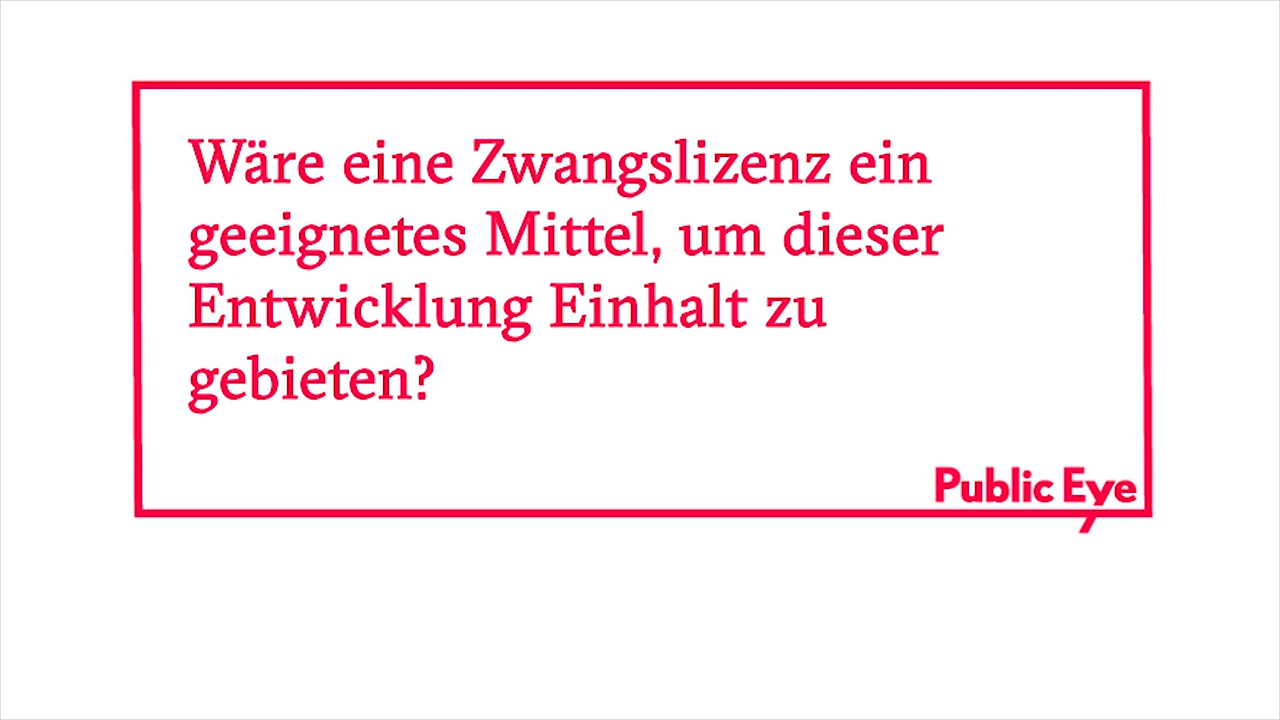 Wäre eine Zwangslizenz ein
geeignetes Mittel, um dieser
Entwicklung Einhalt zu
gebieten?
Public Eye